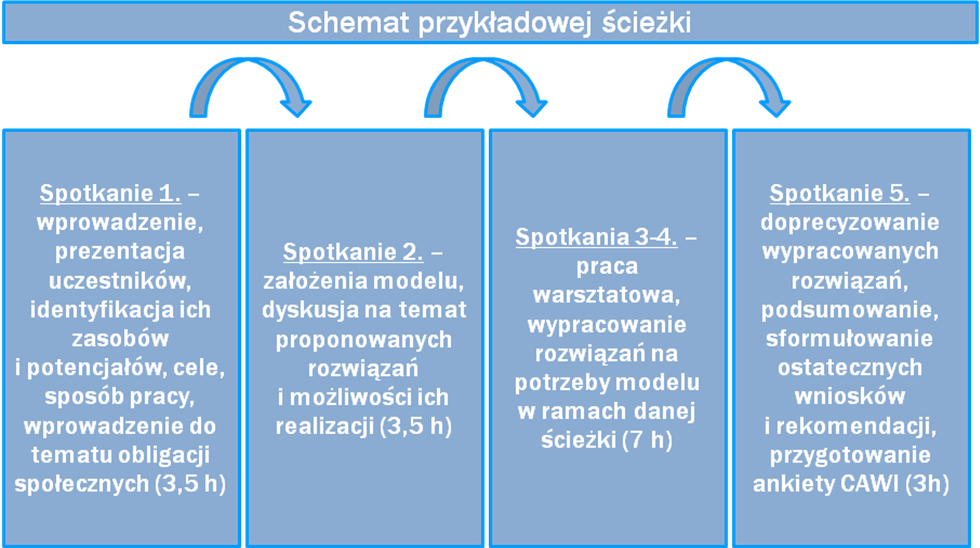 Schemat przykładowej ścieżki
Spotkanie 1. –
wprowadzenie,
prezentacja
uczestników,
identyfikacja ich
zasobów
i potencjałów, cele,
sposób pracy,
wprowadzenie do
tematu obligacji
społecznych (3,5 h)
Spotkanie 2. –
założenia modelu,
dyskusja na temat
proponowanych
rozwiązań
i możliwości ich
realizacji (3,5 h)
Spotkania 3-4. –
praca
warsztatowa,
wypracowanie
rozwiązań na
potrzeby modelu
w ramach danej
ścieżki (7 h)
Spotkanie 5. –
doprecyzowanie
wypracowanych
rozwiązań,
podsumowanie,
sformułowanie
ostatecznych
wniosków
i rekomendacji,
przygotowanie
ankiety CAWI (3h)